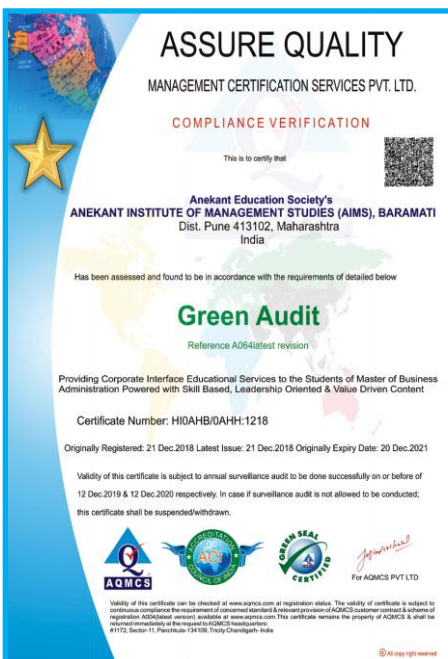 ASSURE QUALITY
MANAGEMENT CERTIFICATION SERVICES PVT. LTD.
COMPLIANCE VERIFICATION
This is to certify that
Anekant Education Society's
ANEKANT INSTITUTE OF MANAGEMENT STUDIES (AIMS), BARAMATI
Dist. Pune 413102, Maharashtra
India
Has been assessed and found to be in accordance with the requirements of detailed below
Green Audit
Reference A064latest revision
Providing Corporate Interface Educational Services to the Students of Master of Business
Administration Powered with Skill Based, Leadership Oriented & Value Driven Content
Certificate Number: HI0AHB/0AHH:1218
Originally Registered: 21 Dec.2018 Latest Issue: 21 Dec.2018 Originally Expiry Date: 20 Dec.2021
Validity of this certificate is subject to annual surveillance audit to be done successfully on or before of
12 Dec.2019 & 12 Dec.2020 respectively. In case if surveillance audit is not allowed to be conducted;
this certificate shall be suspended/withdrawn.
AQMCS
ACCREDITATION
ACI
COUNCIL OF INDIA
GREEN SEAL
CERTIFIED
For AQMCS PVT LTD
Validity of this certificate can be checked at www.aqmcs.com at registration status. The validity of certificate is subject to
continuous compliance the requirement of concerned standard & relevant provision of AQMCS customer contract & scheme of
registration A004(latest version) available at www.aqmcs.com. This certificate remains the property of AQMCS & shall be
returned immediately at the request to AQMCS headquarters:
#1172, Sector-11, Panchkula-134109, Tricity Chandigarh- India
All copy right reserved